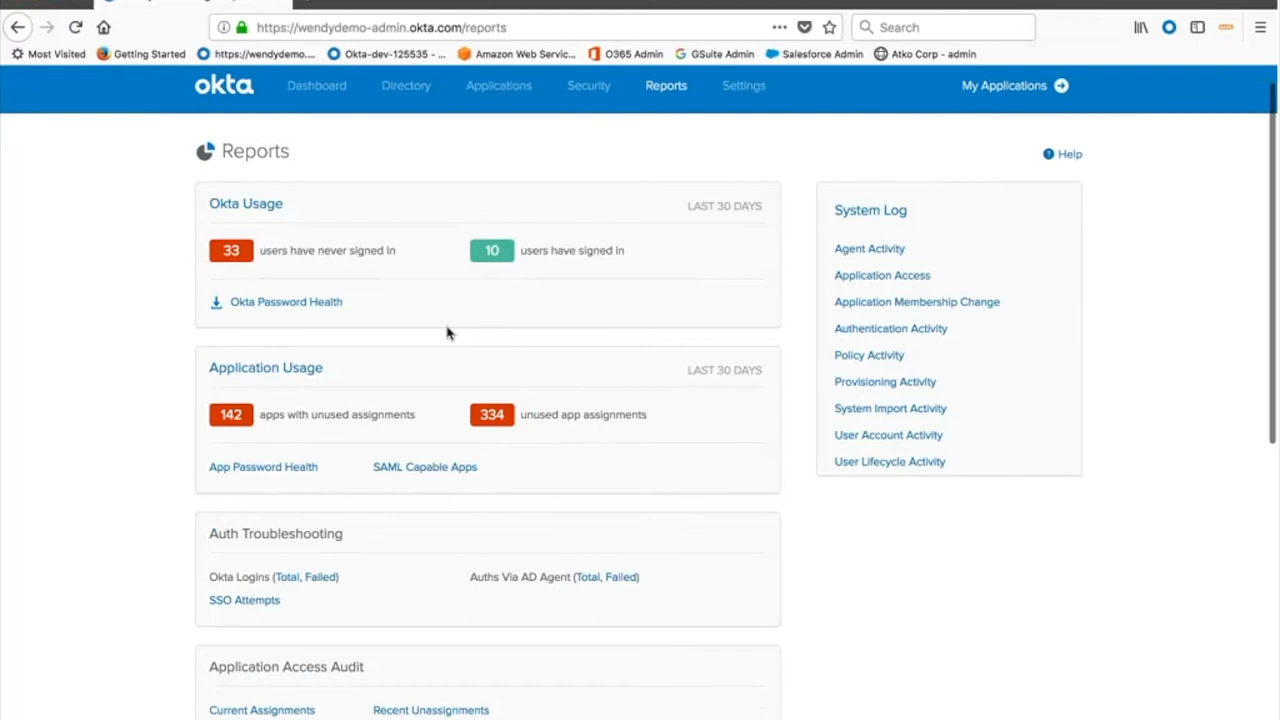 https://wendydemo-admin.okta.com/reports
Search
Most Visited
Getting Started
https://wendydemo....
Okta-dev-125535 - ...
Amazon Web Servic...
O365 Admin
GSuite Admin
Salesforce Admin
Atko Corp - admin
okta
Dashboard
Directory
Applications
Security
Reports
Settings
My Applications
Reports
Help
Okta Usage
LAST 30 DAYS
33 users have never signed in
10 users have signed in
Okta Password Health
Application Usage
LAST 30 DAYS
142 apps with unused assignments
334 unused app assignments
App Password Health
SAML Capable Apps
Auth Troubleshooting
Okta Logins (Total, Failed)
Auths Via AD Agent (Total, Failed)
SSO Attempts
Application Access Audit
Current Assignments
Recent Unassignments
System Log
Agent Activity
Application Access
Application Membership Change
Authentication Activity
Policy Activity
Provisioning Activity
System Import Activity
User Account Activity
User Lifecycle Activity